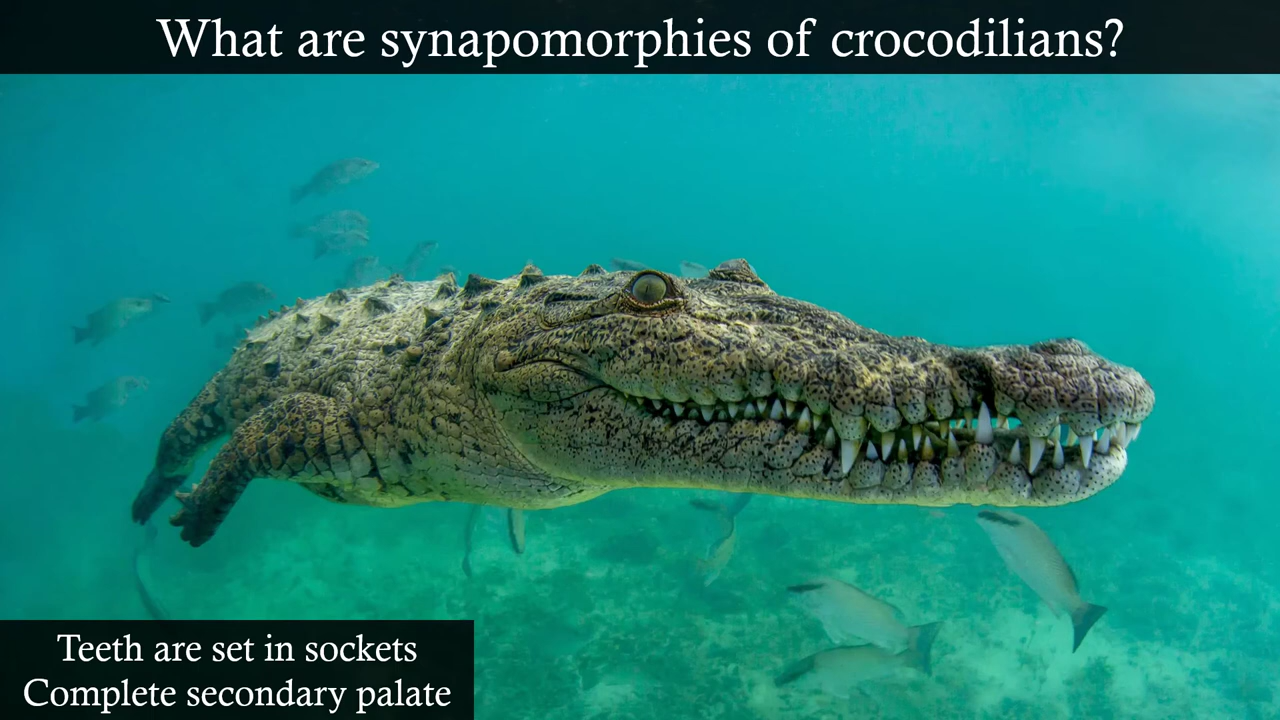 What are synapomorphies of crocodilians?
Teeth are set in sockets
Complete secondary palate